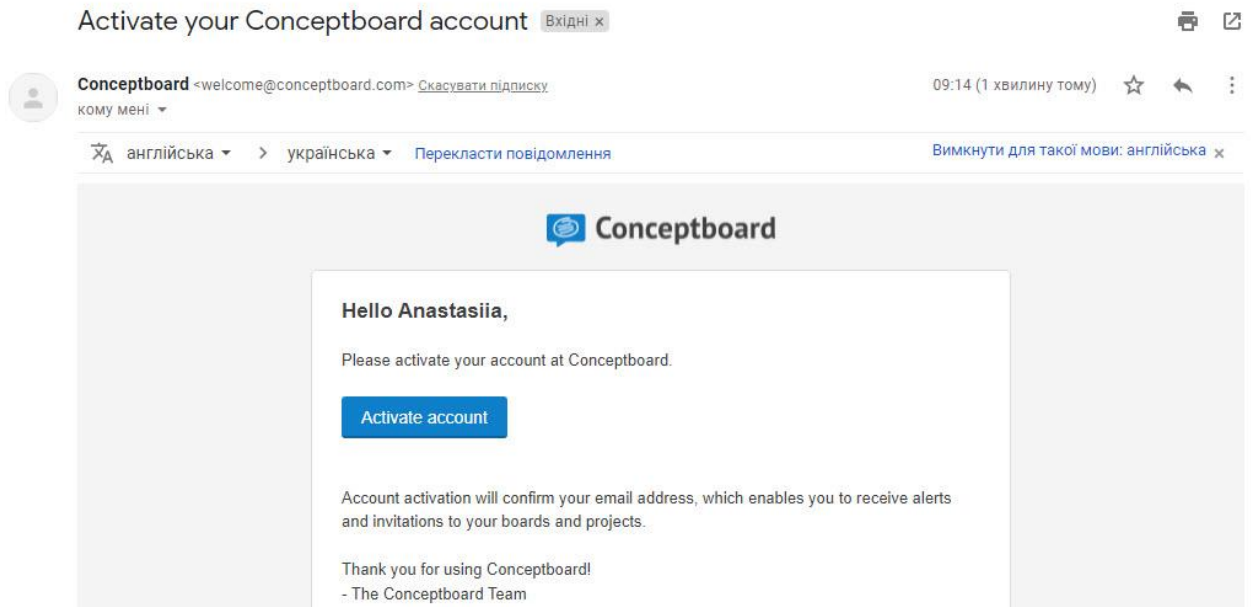 Activate your Conceptboard account Вхідні x
Conceptboard <welcome@conceptboard.com> Скасувати підписку 09:14 (1 хвилину тому)
кому мені
англійська > українська Перекласти повідомлення Вимкнути для такої мови: англійська x
Conceptboard
Hello Anastasiia,
Please activate your account at Conceptboard.
Activate account
Account activation will confirm your email address, which enables you to receive alerts
and invitations to your boards and projects.
Thank you for using Conceptboard!
- The Conceptboard Team